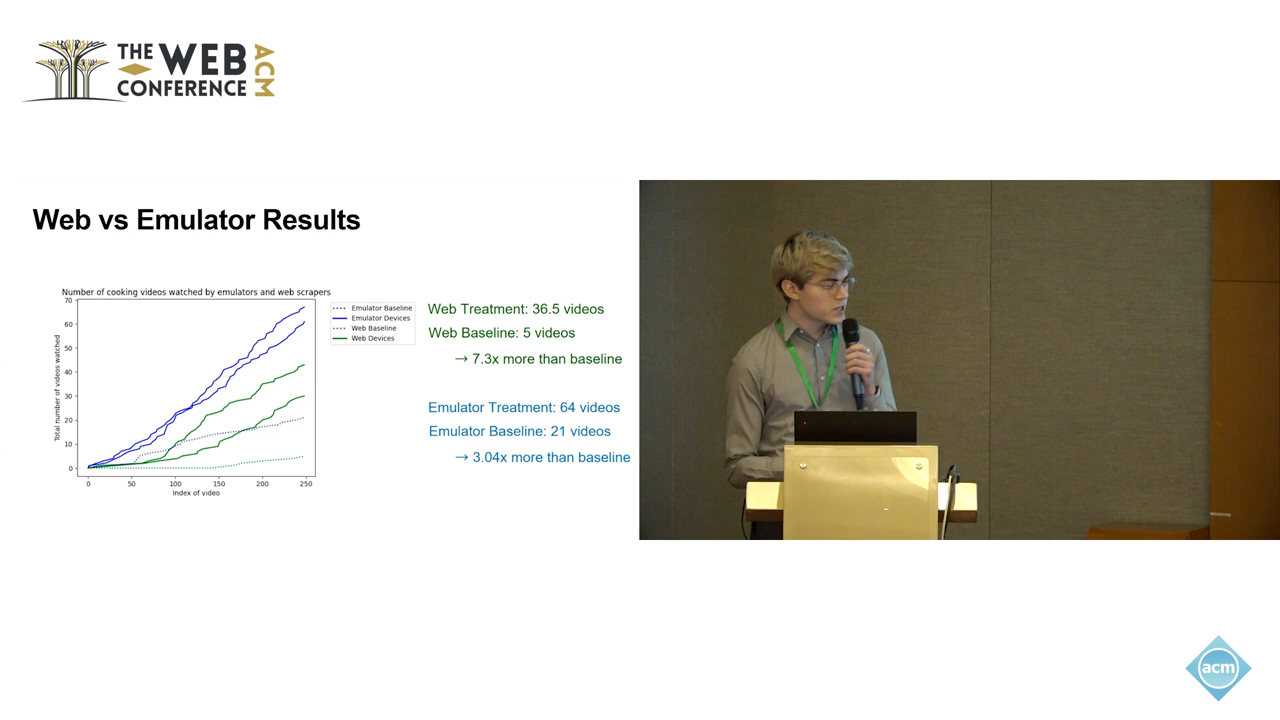 THE WEB
CONFERENCE
ACM
Web vs Emulator Results
Number of cooking videos watched by emulators and web scrapers
Total number of videos watched
70
60
50
40
30
20
10
0
0 50 100 150 200 250
Index of video
Emulator Baseline
Emulator Devices
Web Baseline
Web Devices
Web Treatment: 36.5 videos
Web Baseline: 5 videos
→ 7.3x more than baseline
Emulator Treatment: 64 videos
Emulator Baseline: 21 videos
→ 3.04x more than baseline
acm